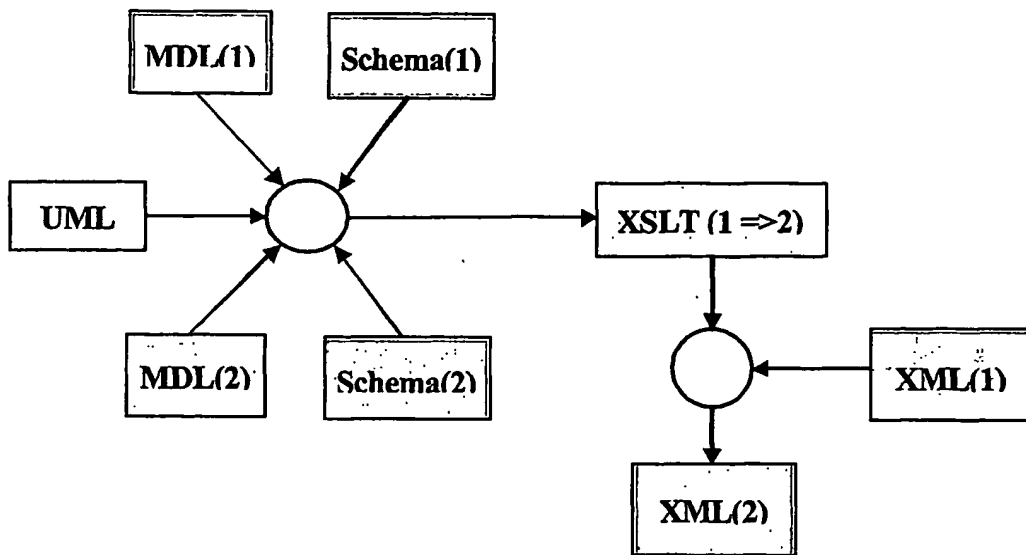 MDL(1)
Schema(1)
UML
XSLT (1 =>2)
MDL(2)
Schema(2)
XML(1)
XML(2)